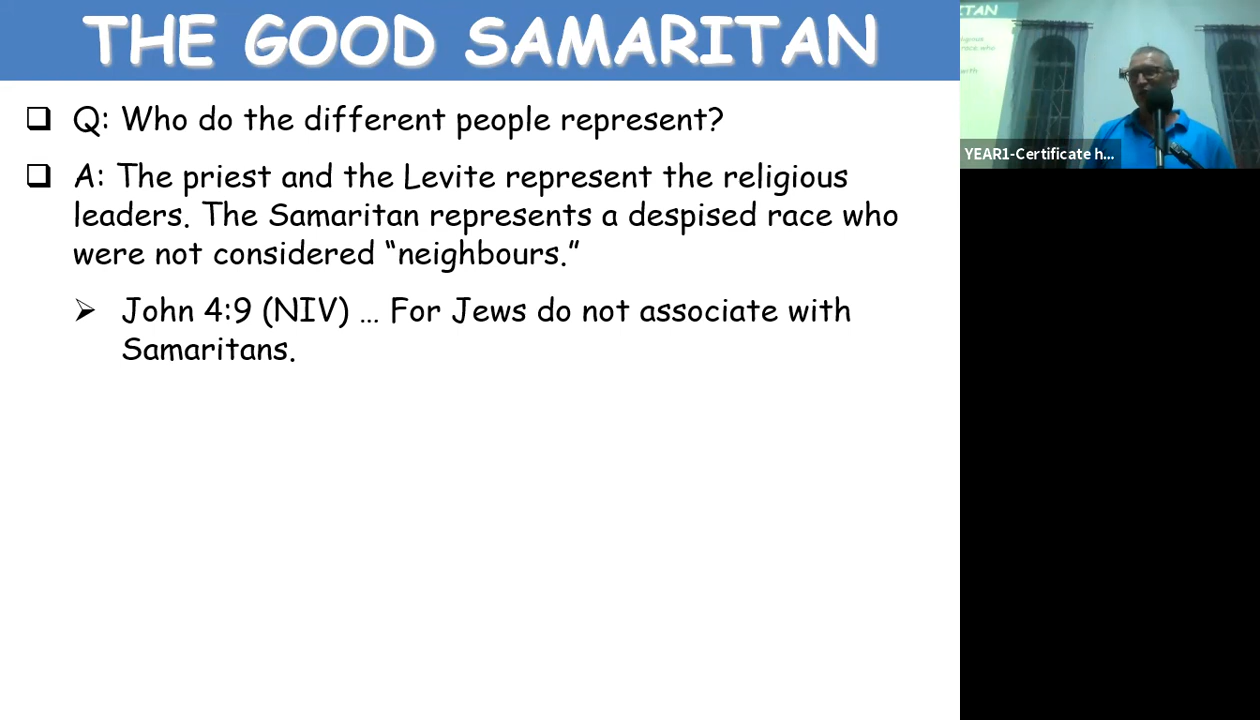 THE GOOD SAMARITAN
Q: Who do the different people represent?
A: The priest and the Levite represent the religious
leaders. The Samaritan represents a despised race who
were not considered “neighbours.”
John 4:9 (NIV) … For Jews do not associate with
Samaritans.
YEAR1-Certificate h...